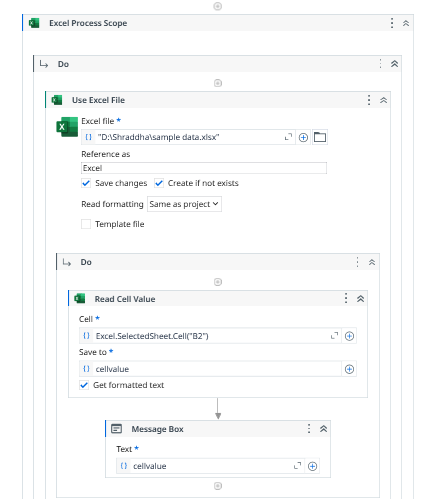 Excel Process Scope
Do
Use Excel File
Excel file *
"D:\Shraddha\sample data.xlsx"
Reference as
Excel
Save changes Create if not exists
Read formatting Same as project
Template file
Do
Read Cell Value
Cell *
Excel.SelectedSheet.Cell("B2")
Save to *
cellvalue
Get formatted text
Message Box
Text *
cellvalue